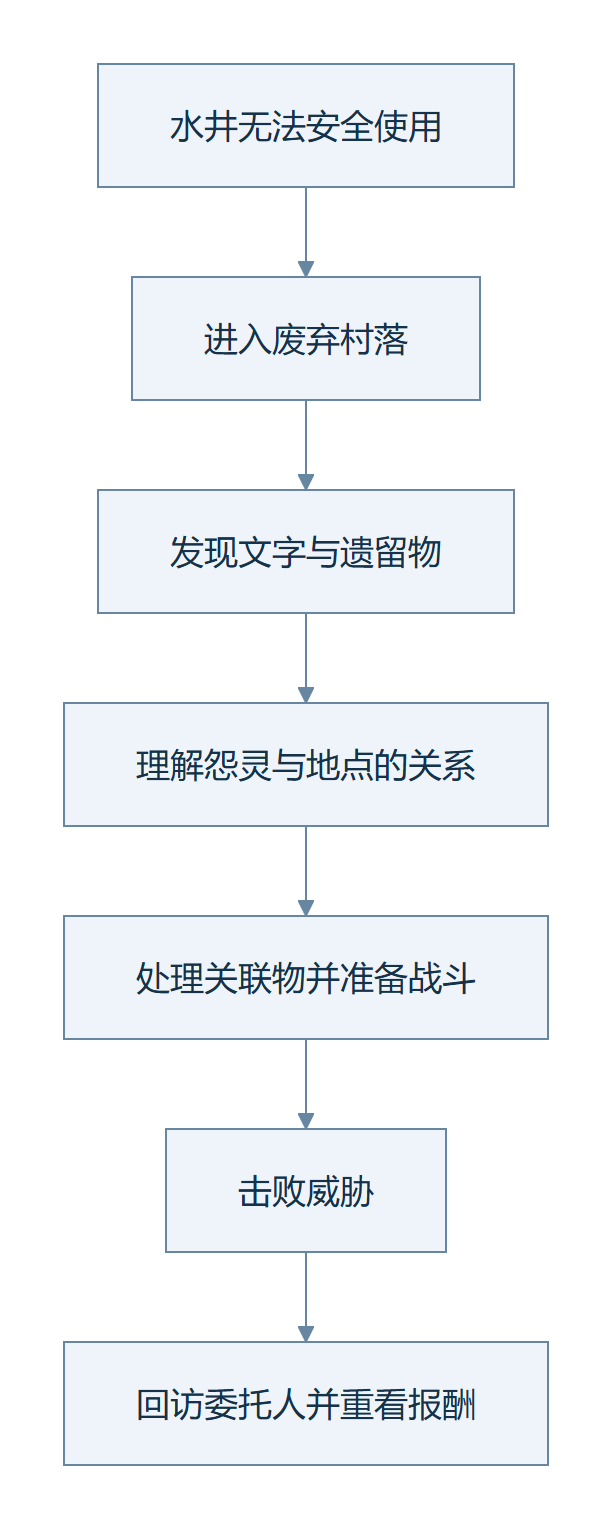 水井无法安全使用
进入废弃村落
发现文字与遗留物
理解怨灵与地点的关系
处理关联物并准备战斗
击败威胁
回访委托人并重看报酬